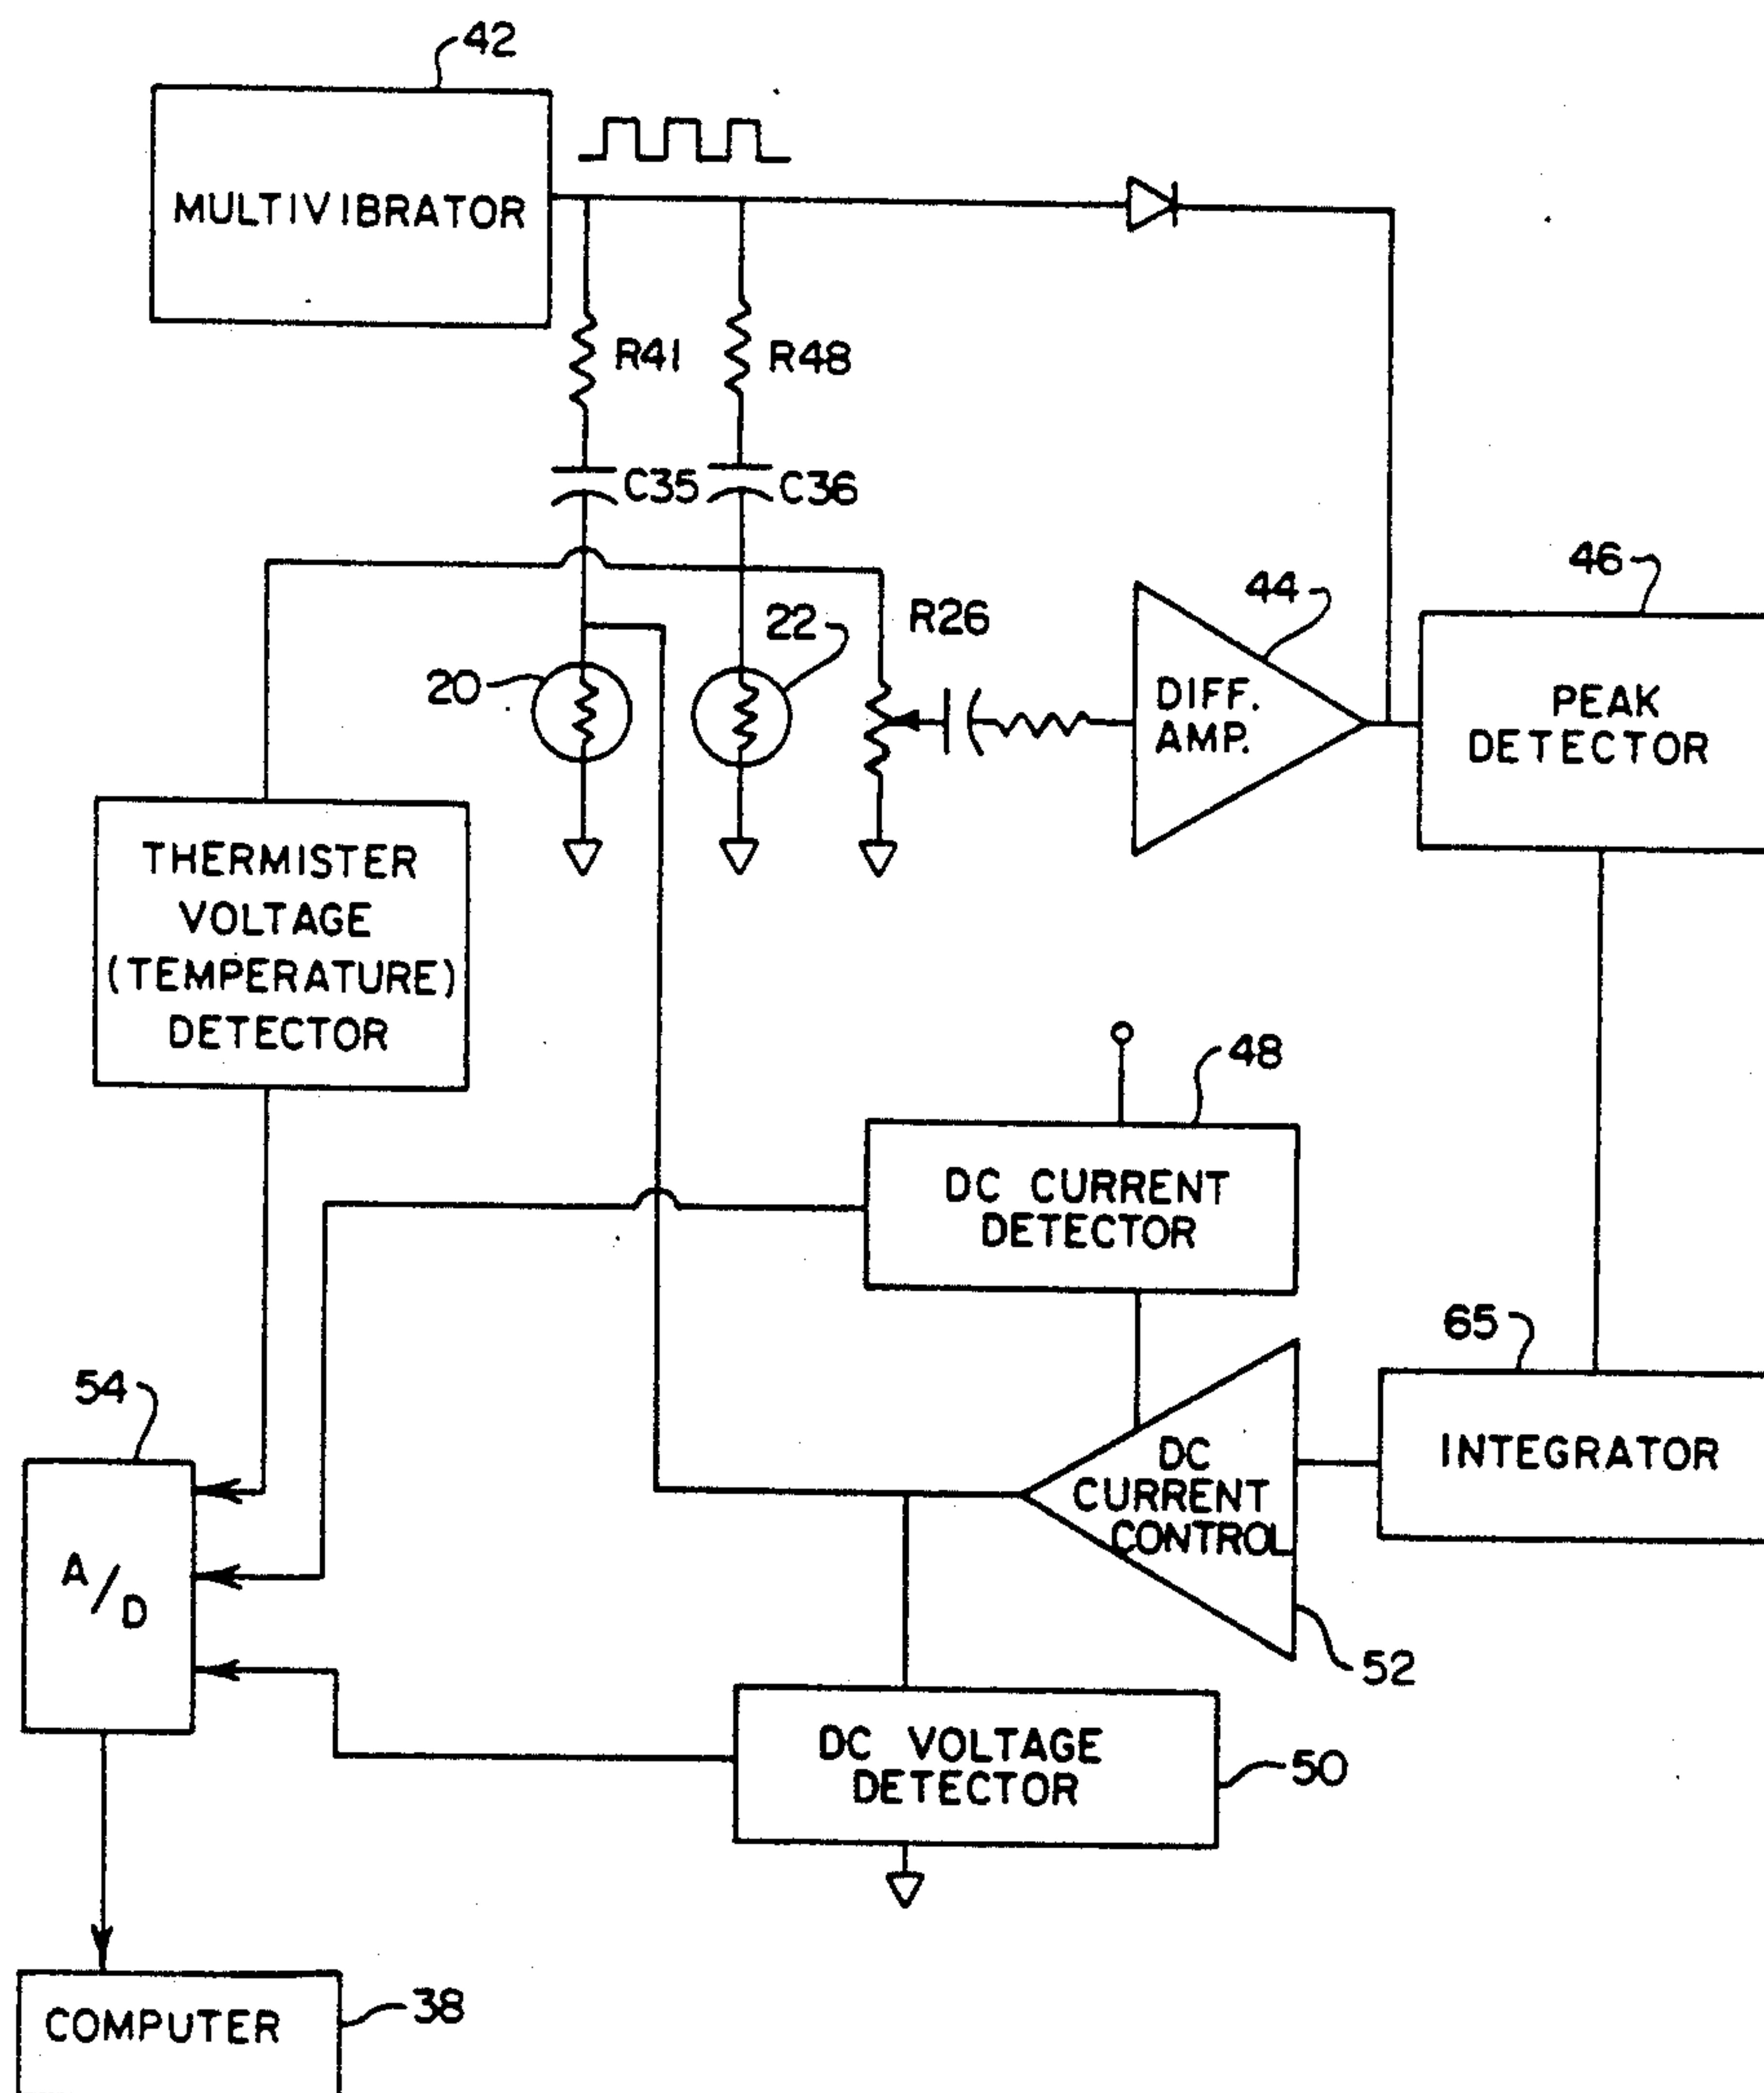 42
MULTIVIBRATOR
R41
R48
C35
C36
46
44
R26
22
20
DIFF.
AMP.
PEAK
DETECTOR
THERMISTER
VOLTAGE
(TEMPERATURE)
DETECTOR
48
DC CURRENT
DETECTOR
65
54
INTEGRATOR
DC
CURRENT
CONTROL
A/D
52
DC VOLTAGE
DETECTOR
50
COMPUTER
38